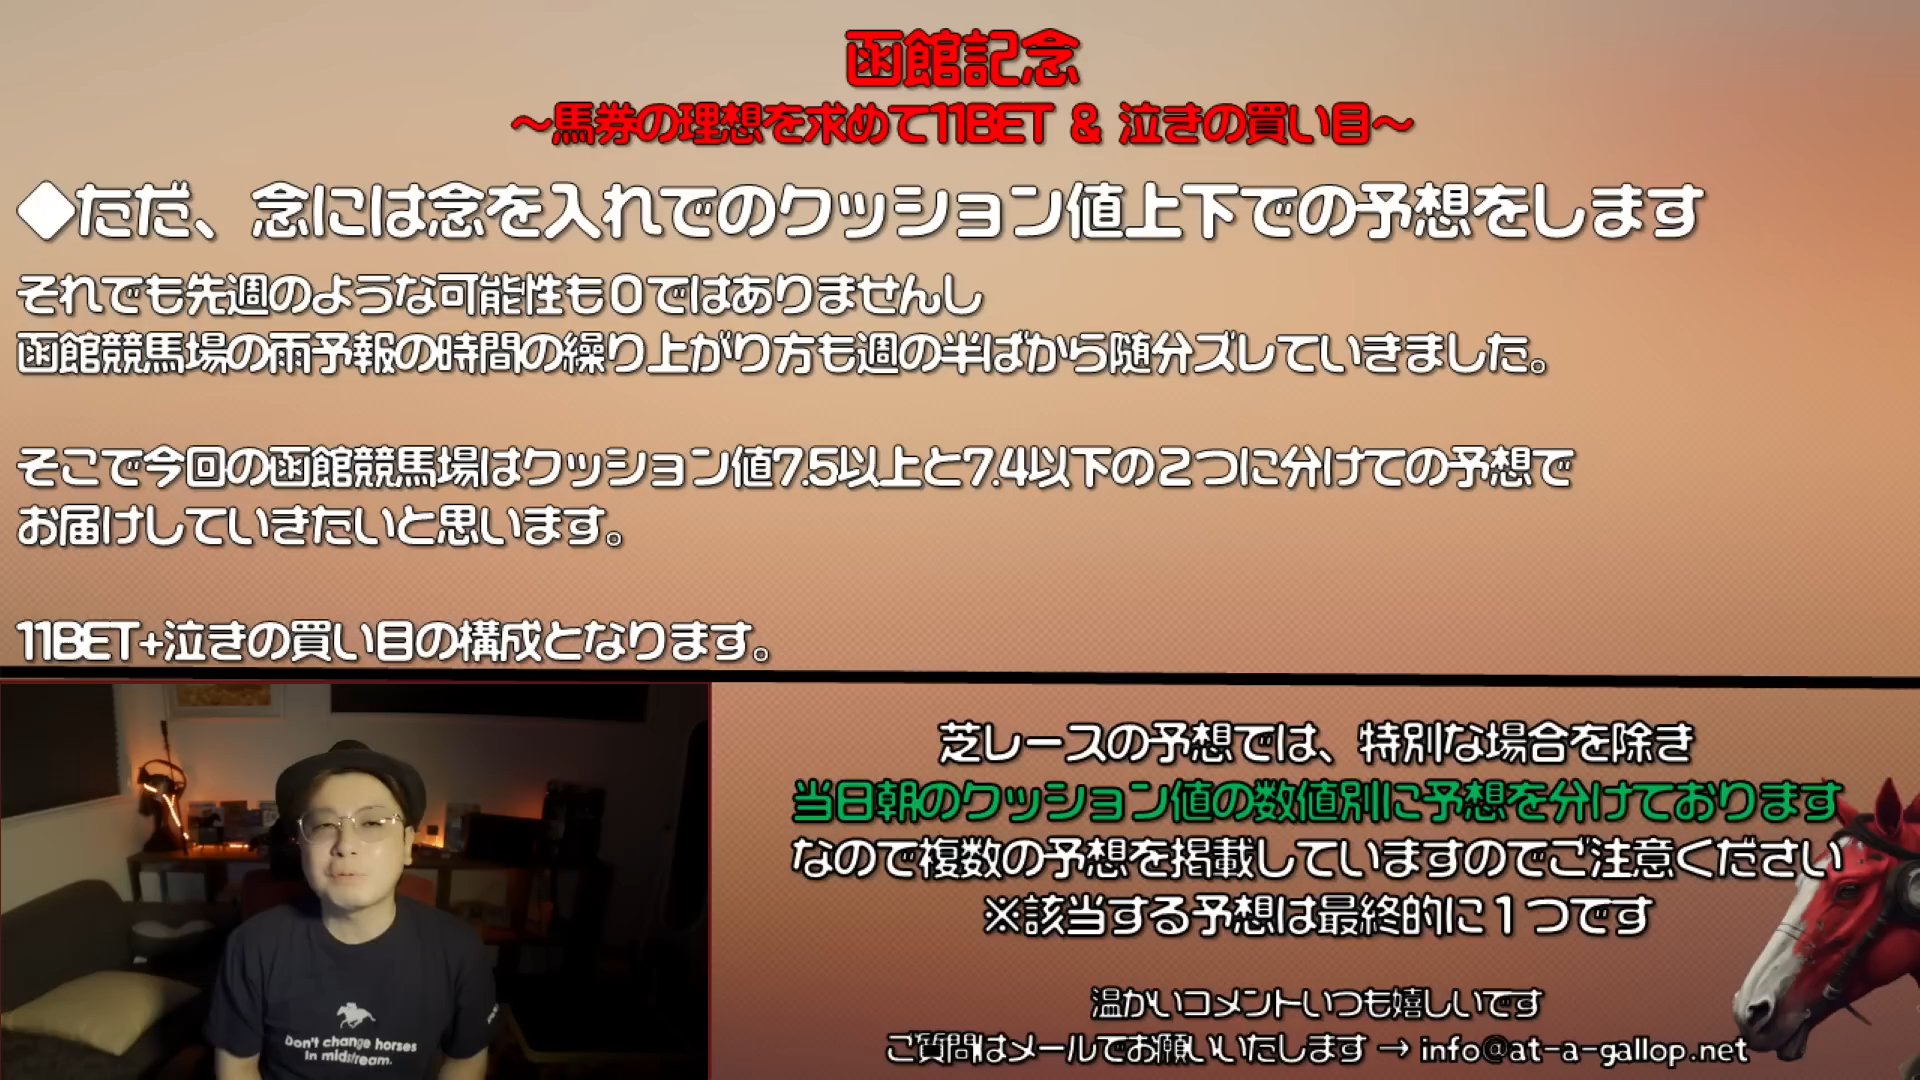 函館記念
～馬券の理想を求めて11BET & 泣きの買い目～
◆ただ、念には念を入れてのクッション値上下での予想をします
それでも先週のような可能性も０ではありませんし
函館競馬場の雨予報の時間の繰り上がり方も週の半ばから随分ズレていきました。
そこで今回の函館競馬場はクッション値7.5以上と7.4以下の２つに分けての予想で
お届けしていきたいと思います。
11BET+泣きの買い目の構成となります。
芝レースの予想では、特別な場合を除き
当日朝のクッション値の数値別に予想を分けております
なので複数の予想を掲載していますのでご注意ください
※該当する予想は最終的に１つです
温かいコメントいつも嬉しいです
ご質問はメールでお願いいたします → info@at-a-gallop.net
Don't change horses
in midstream.